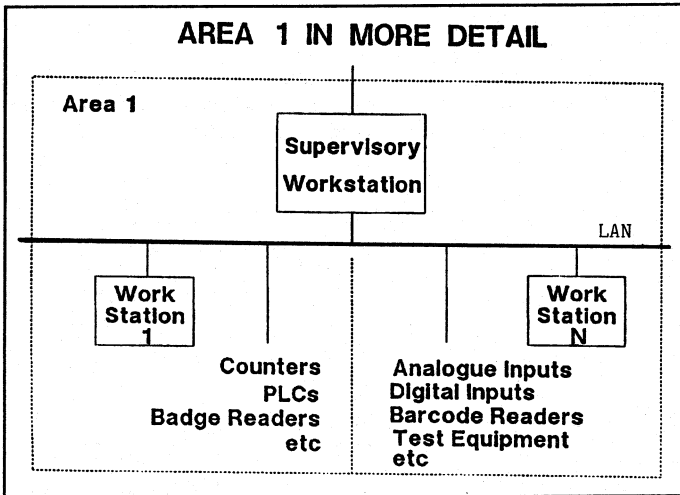 AREA 1 IN MORE DETAIL
Area 1
Supervisory
Workstation
LAN
Work
Station
1
Work
Station
N
Counters
PLCs
Badge Readers
etc
Analogue Inputs
Digital Inputs
Barcode Readers
Test Equipment
etc